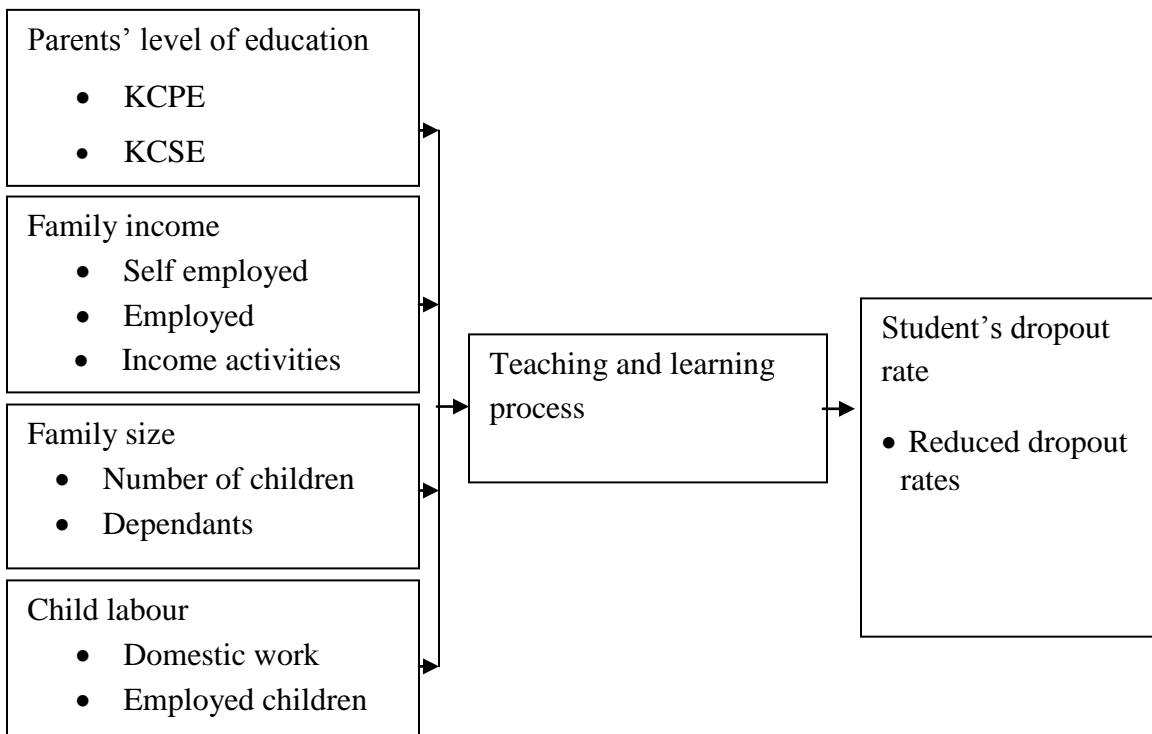 Parents’ level of education
• KCPE
• KCSE
Family income
• Self employed
• Employed
• Income activities
Family size
• Number of children
• Dependants
Child labour
• Domestic work
• Employed children
Teaching and learning
process
Student’s dropout
rate
• Reduced dropout
rates